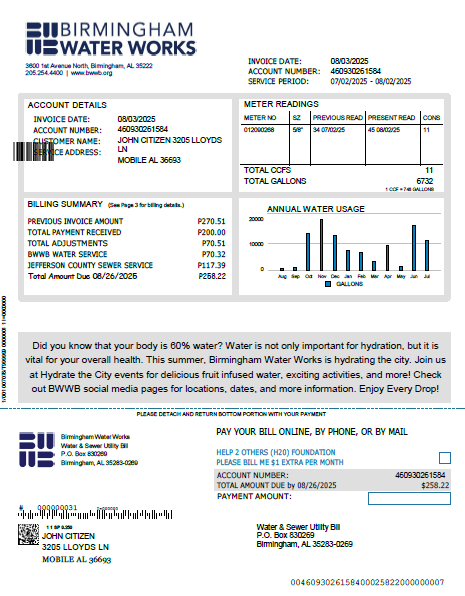 BIRMINGHAM
WATER WORKS
3600 1st Avenue North, Birmingham, AL 35222
205.254.4400 | www.bwwb.org
INVOICE DATE: 08/03/2025
ACCOUNT NUMBER: 460930261584
SERVICE PERIOD: 07/02/2025 - 08/02/2025
ACCOUNT DETAILS
INVOICE DATE: 08/03/2025
ACCOUNT NUMBER: 460930261584
CUSTOMER NAME: JOHN CITIZEN 3205 LLOYDS
SERVICE ADDRESS: LN
MOBILE AL 36693
METER READINGS
METER NO SZ PREVIOUS READ PRESENT READ CONS
012090268 5/8" 34 07/02/25 45 08/02/25 11
TOTAL CCFS 11
TOTAL GALLONS 6732
1 CCF = 748 GALLONS
BILLING SUMMARY (See Page 3 for billing details.)
PREVIOUS INVOICE AMOUNT P270.51
TOTAL PAYMENT RECEIVED P200.00
TOTAL ADJUSTMENTS P70.51
BWWB WATER SERVICE P70.32
JEFFERSON COUNTY SEWER SERVICE P117.39
Total Amount Due 08/26/2025 P258.22
ANNUAL WATER USAGE
20000
10000
0
Aug Sep Oct Nov Dec Jan Feb Mar Apr May Jun Jul
GALLONS
Did you know that your body is 60% water? Water is not only important for hydration, but it is
vital for your overall health. This summer, Birmingham Water Works is hydrating the city. Join us
at Hydrate the City events for delicious fruit infused water, exciting activities, and more! Check
out BWWB social media pages for locations, dates, and more information. Enjoy Every Drop!
PLEASE DETACH AND RETURN BOTTOM PORTION WITH YOUR PAYMENT
Birmingham Water Works
Water & Sewer Utility Bill
P.O. Box 830269
Birmingham, AL 35283-0269
PAY YOUR BILL ONLINE, BY PHONE, OR BY MAIL
HELP 2 OTHERS (H20) FOUNDATION
PLEASE BILL ME $1 EXTRA PER MONTH
ACCOUNT NUMBER: 460930261584
TOTAL AMOUNT DUE by 08/26/2025 $258.22
PAYMENT AMOUNT:
# 000000031
1 1 SP 0.350
JOHN CITIZEN
3205 LLOYDS LN
MOBILE AL 36693
Water & Sewer Utility Bill
P.O. Box 830269
Birmingham, AL 35283-0269
00460930261584000258220000000007